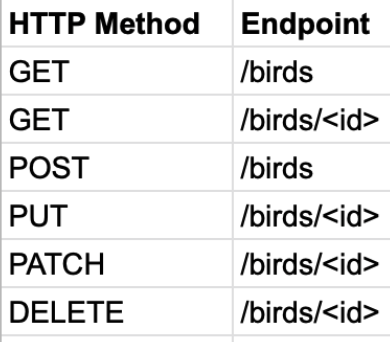 HTTP Method Endpoint
GET /birds
GET /birds/<id>
POST /birds
PUT /birds/<id>
PATCH /birds/<id>
DELETE /birds/<id>